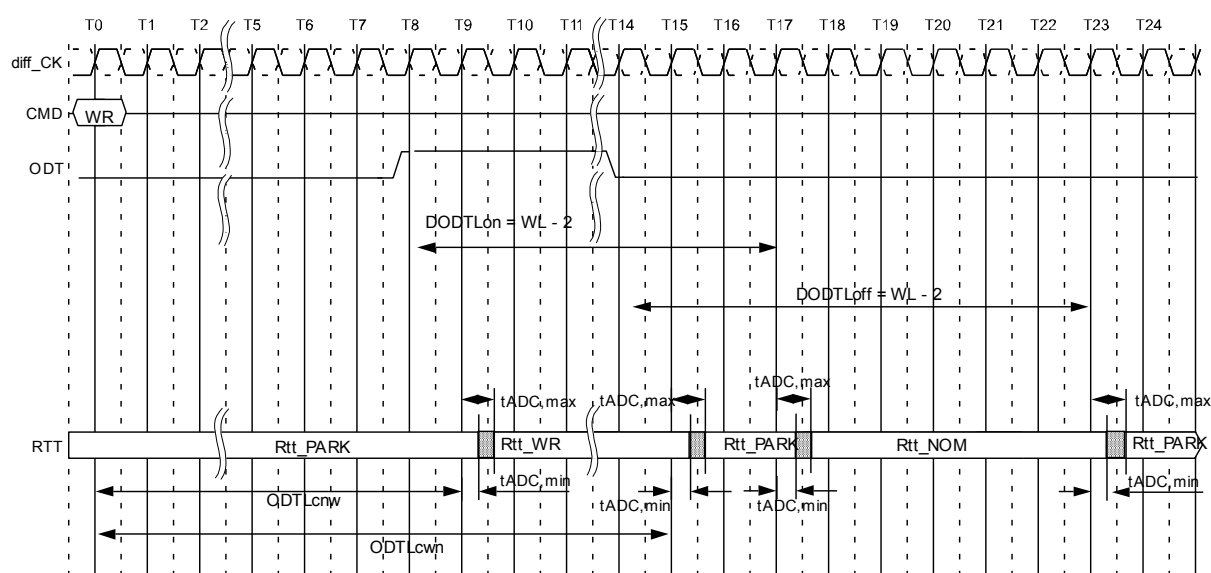 T0 T1 T2 T5 T6 T7 T8 T9 T10 T11 T14 T15 T16 T17 T18 T19 T20 T21 T22 T23 T24
diff_CK
CMD WR
ODT
DODTLon = WL - 2
DODTLoff = WL - 2
tADC,max
tADC,max tADC,max tADC,max
RTT Rtt_PARK Rtt_WR Rtt_PARK Rtt_NOM Rtt_PARK
ODTLcnw tADC,min tADC,min
tADC,min tADC,min
ODTLcwn